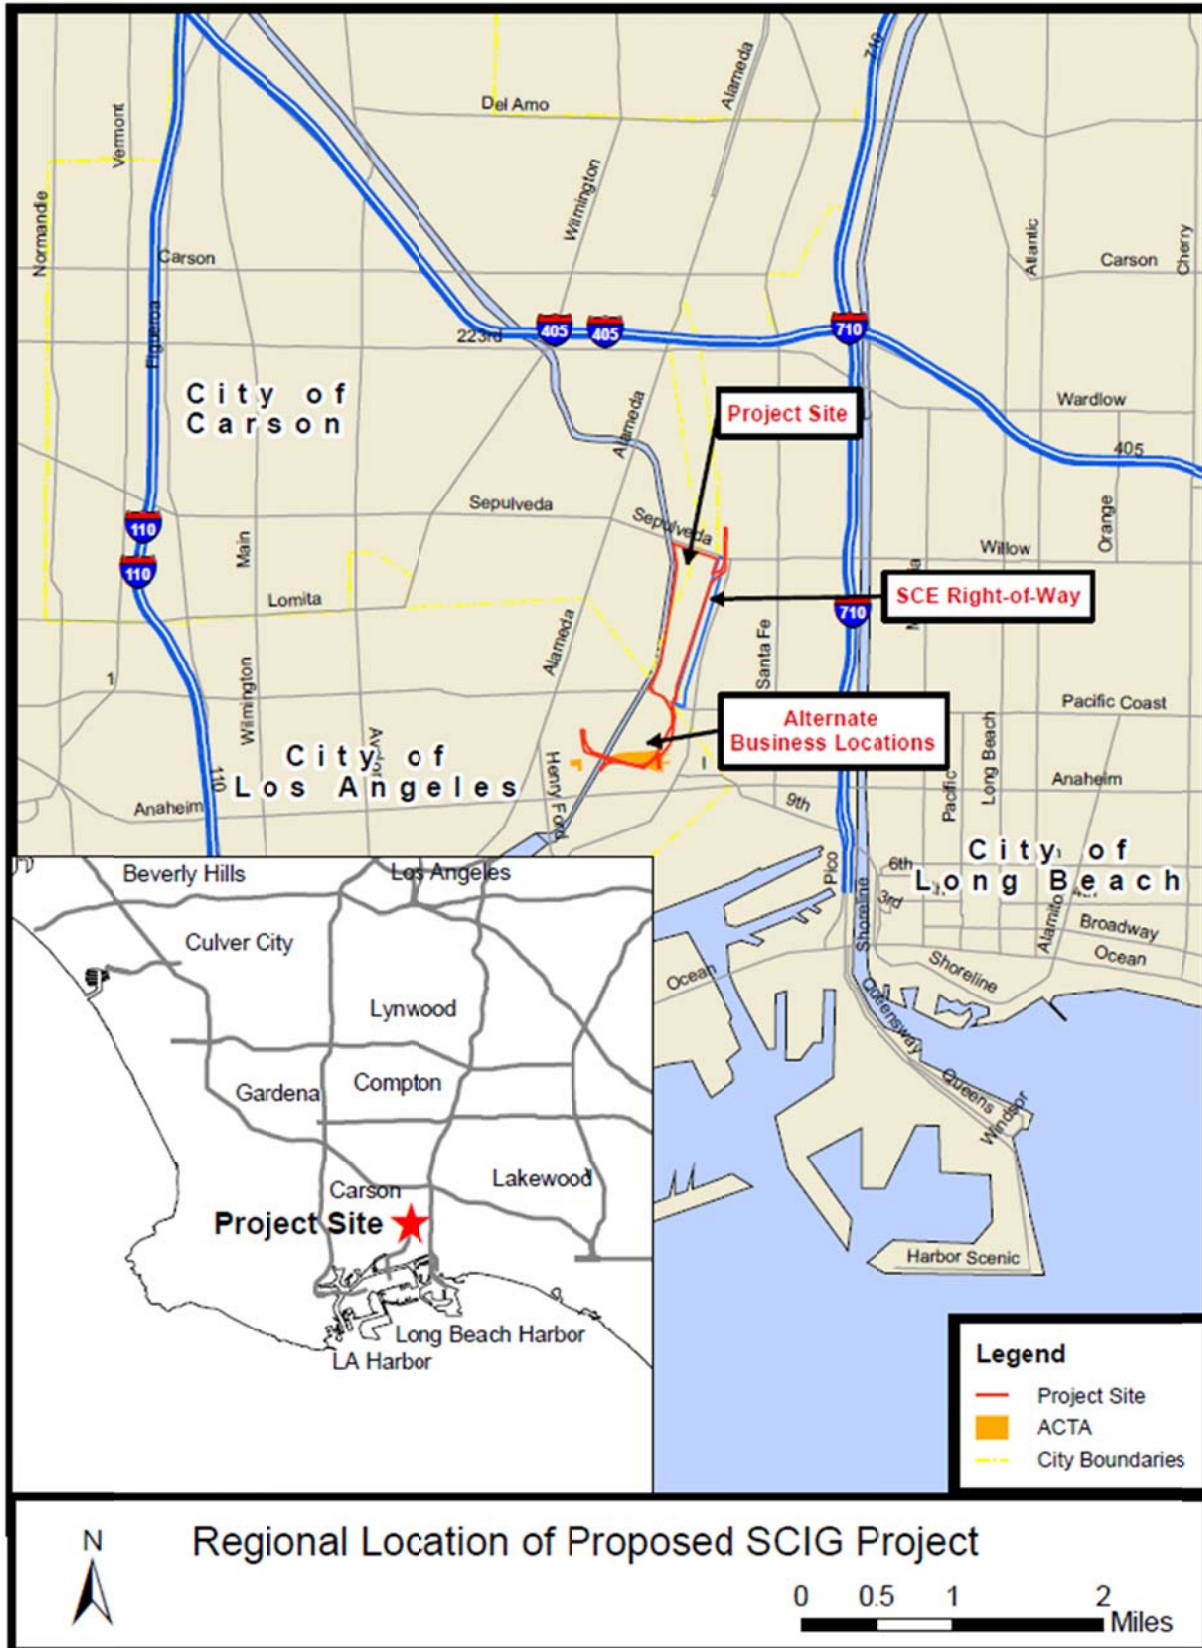 Del Amo
Alameda
710
Vermont
Wilmington
Normandie
Carson
Atlantic
Carson
Cherry
Figueroa
223rd
405
405
710
City of
Carson
Alameda
Project Site
Wardlow
405
Sepulveda
Sepulveda
Orange
110
Main
Willow
110
Lomita
SCE Right-of-Way
710
Alameda
Santa Fe
1
Wilmington
Pacific Coast
Alternate
Business Locations
City of
Los Angeles
Henry Ford
I
Long Beach
Pacific
Anaheim
110
Anaheim
9th
City of
Long Beach
Pico
6th
3rd
Shoreline
Alamito
Broadway
Ocean
Ocean
Shoreline
Queensway
Queens
Windsor
Harbor Scenic
Beverly Hills
Los Angeles
Culver City
Lynwood
Gardena
Compton
Lakewood
Carson
Project Site
Long Beach Harbor
LA Harbor
Legend
Project Site
ACTA
City Boundaries
N
Regional Location of Proposed SCIG Project
0 0.5 1 2
Miles